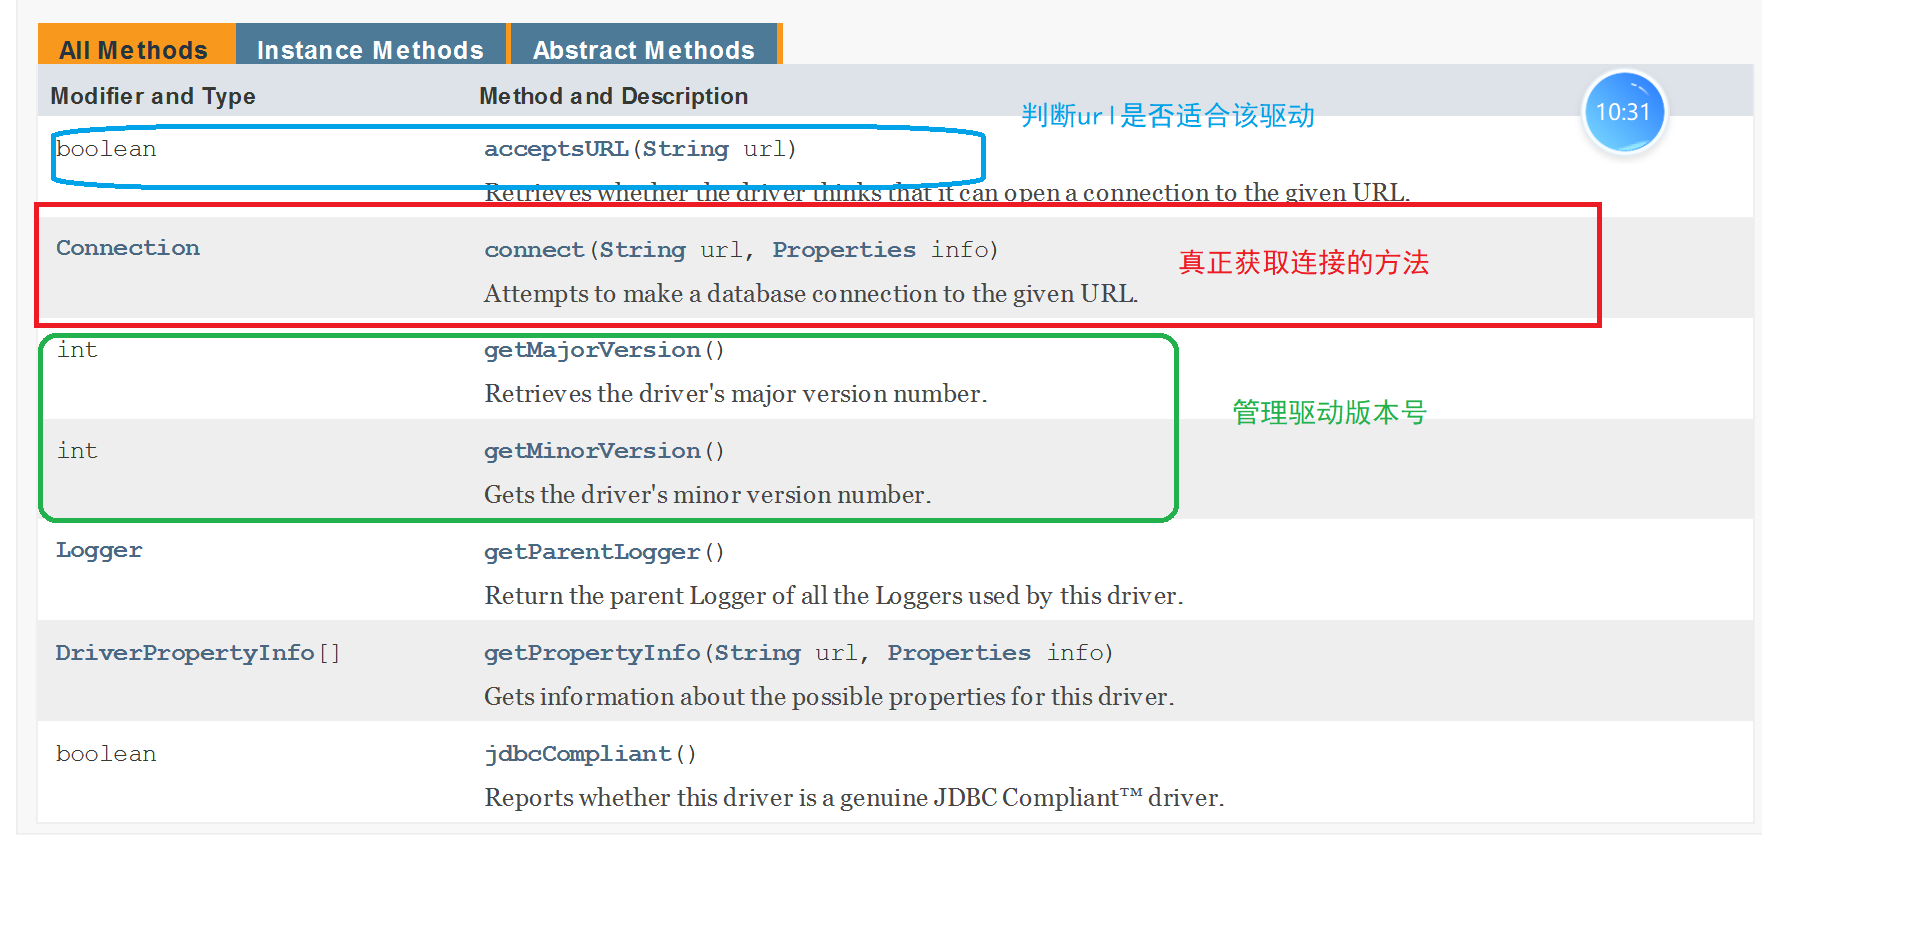 All Methods Instance Methods Abstract Methods
Modifier and Type Method and Description
判断url是否适合该驱动
10:31
boolean acceptsURL(String url)
Retrieves whether the driver thinks that it can open a connection to the given URL.
Connection connect(String url, Properties info)
真正获取连接的方法
Attempts to make a database connection to the given URL.
int getMajorVersion()
Retrieves the driver's major version number.
管理驱动版本号
int getMinorVersion()
Gets the driver's minor version number.
Logger getParentLogger()
Return the parent Logger of all the Loggers used by this driver.
DriverPropertyInfo[] getPropertyInfo(String url, Properties info)
Gets information about the possible properties for this driver.
boolean jdbcCompliant()
Reports whether this driver is a genuine JDBC Compliant™ driver.